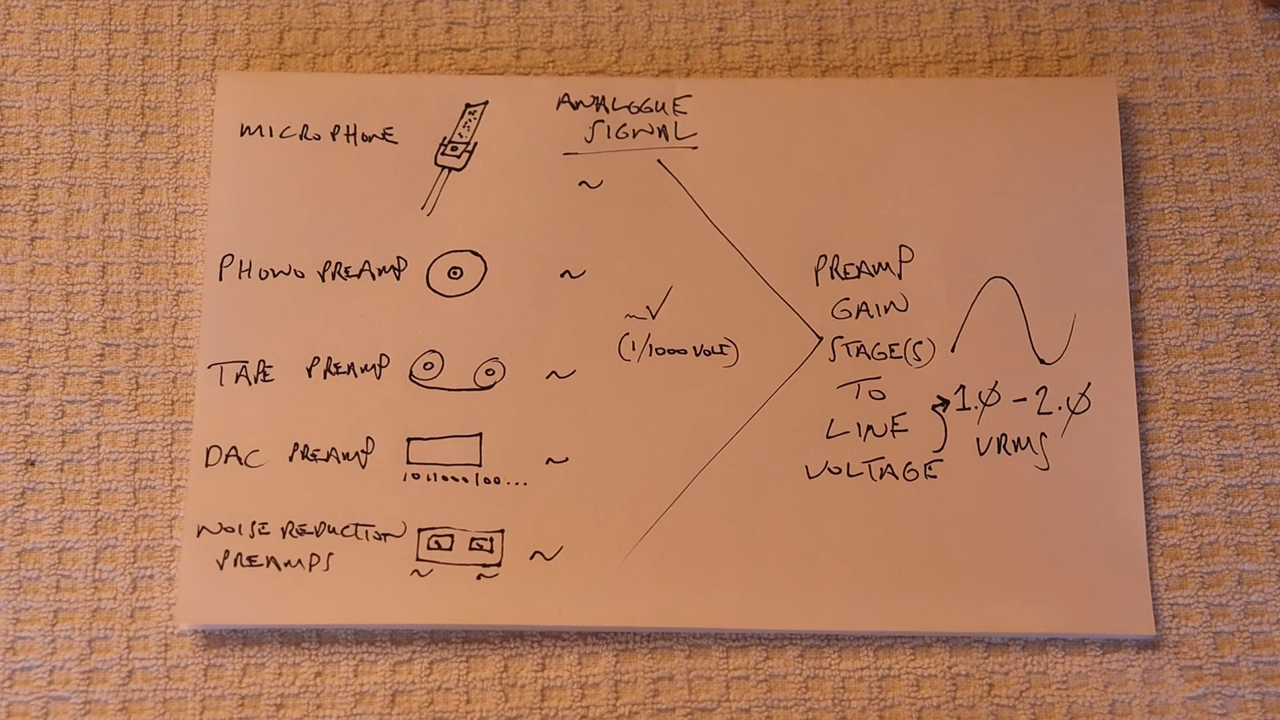 MICROPHONE
ANALOGUE
SIGNAL
~
PHONO PREAMP
~
mV
(1/1000 VOLT)
TAPE PREAMP
~
DAC PREAMP
~
1011000100...
NOISE REDUCTION
PREAMPS
~
~ ~
PREAMP
GAIN
STAGE(S)
TO
LINE
VOLTAGE
1.0 - 2.0
VRMS